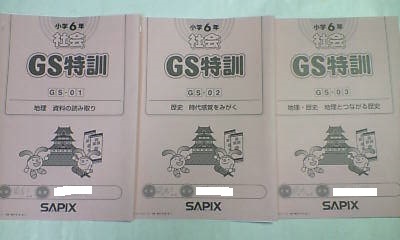 小学6年
社会
GS特訓
GS-01
地理 資料の読み取り
SAPIX
小学6年
社会
GS特訓
GS-02
歴史 時代感覚をみがく
SAPIX
小学6年
社会
GS特訓
GS-03
地理・歴史 地理とつながる歴史
SAPIX